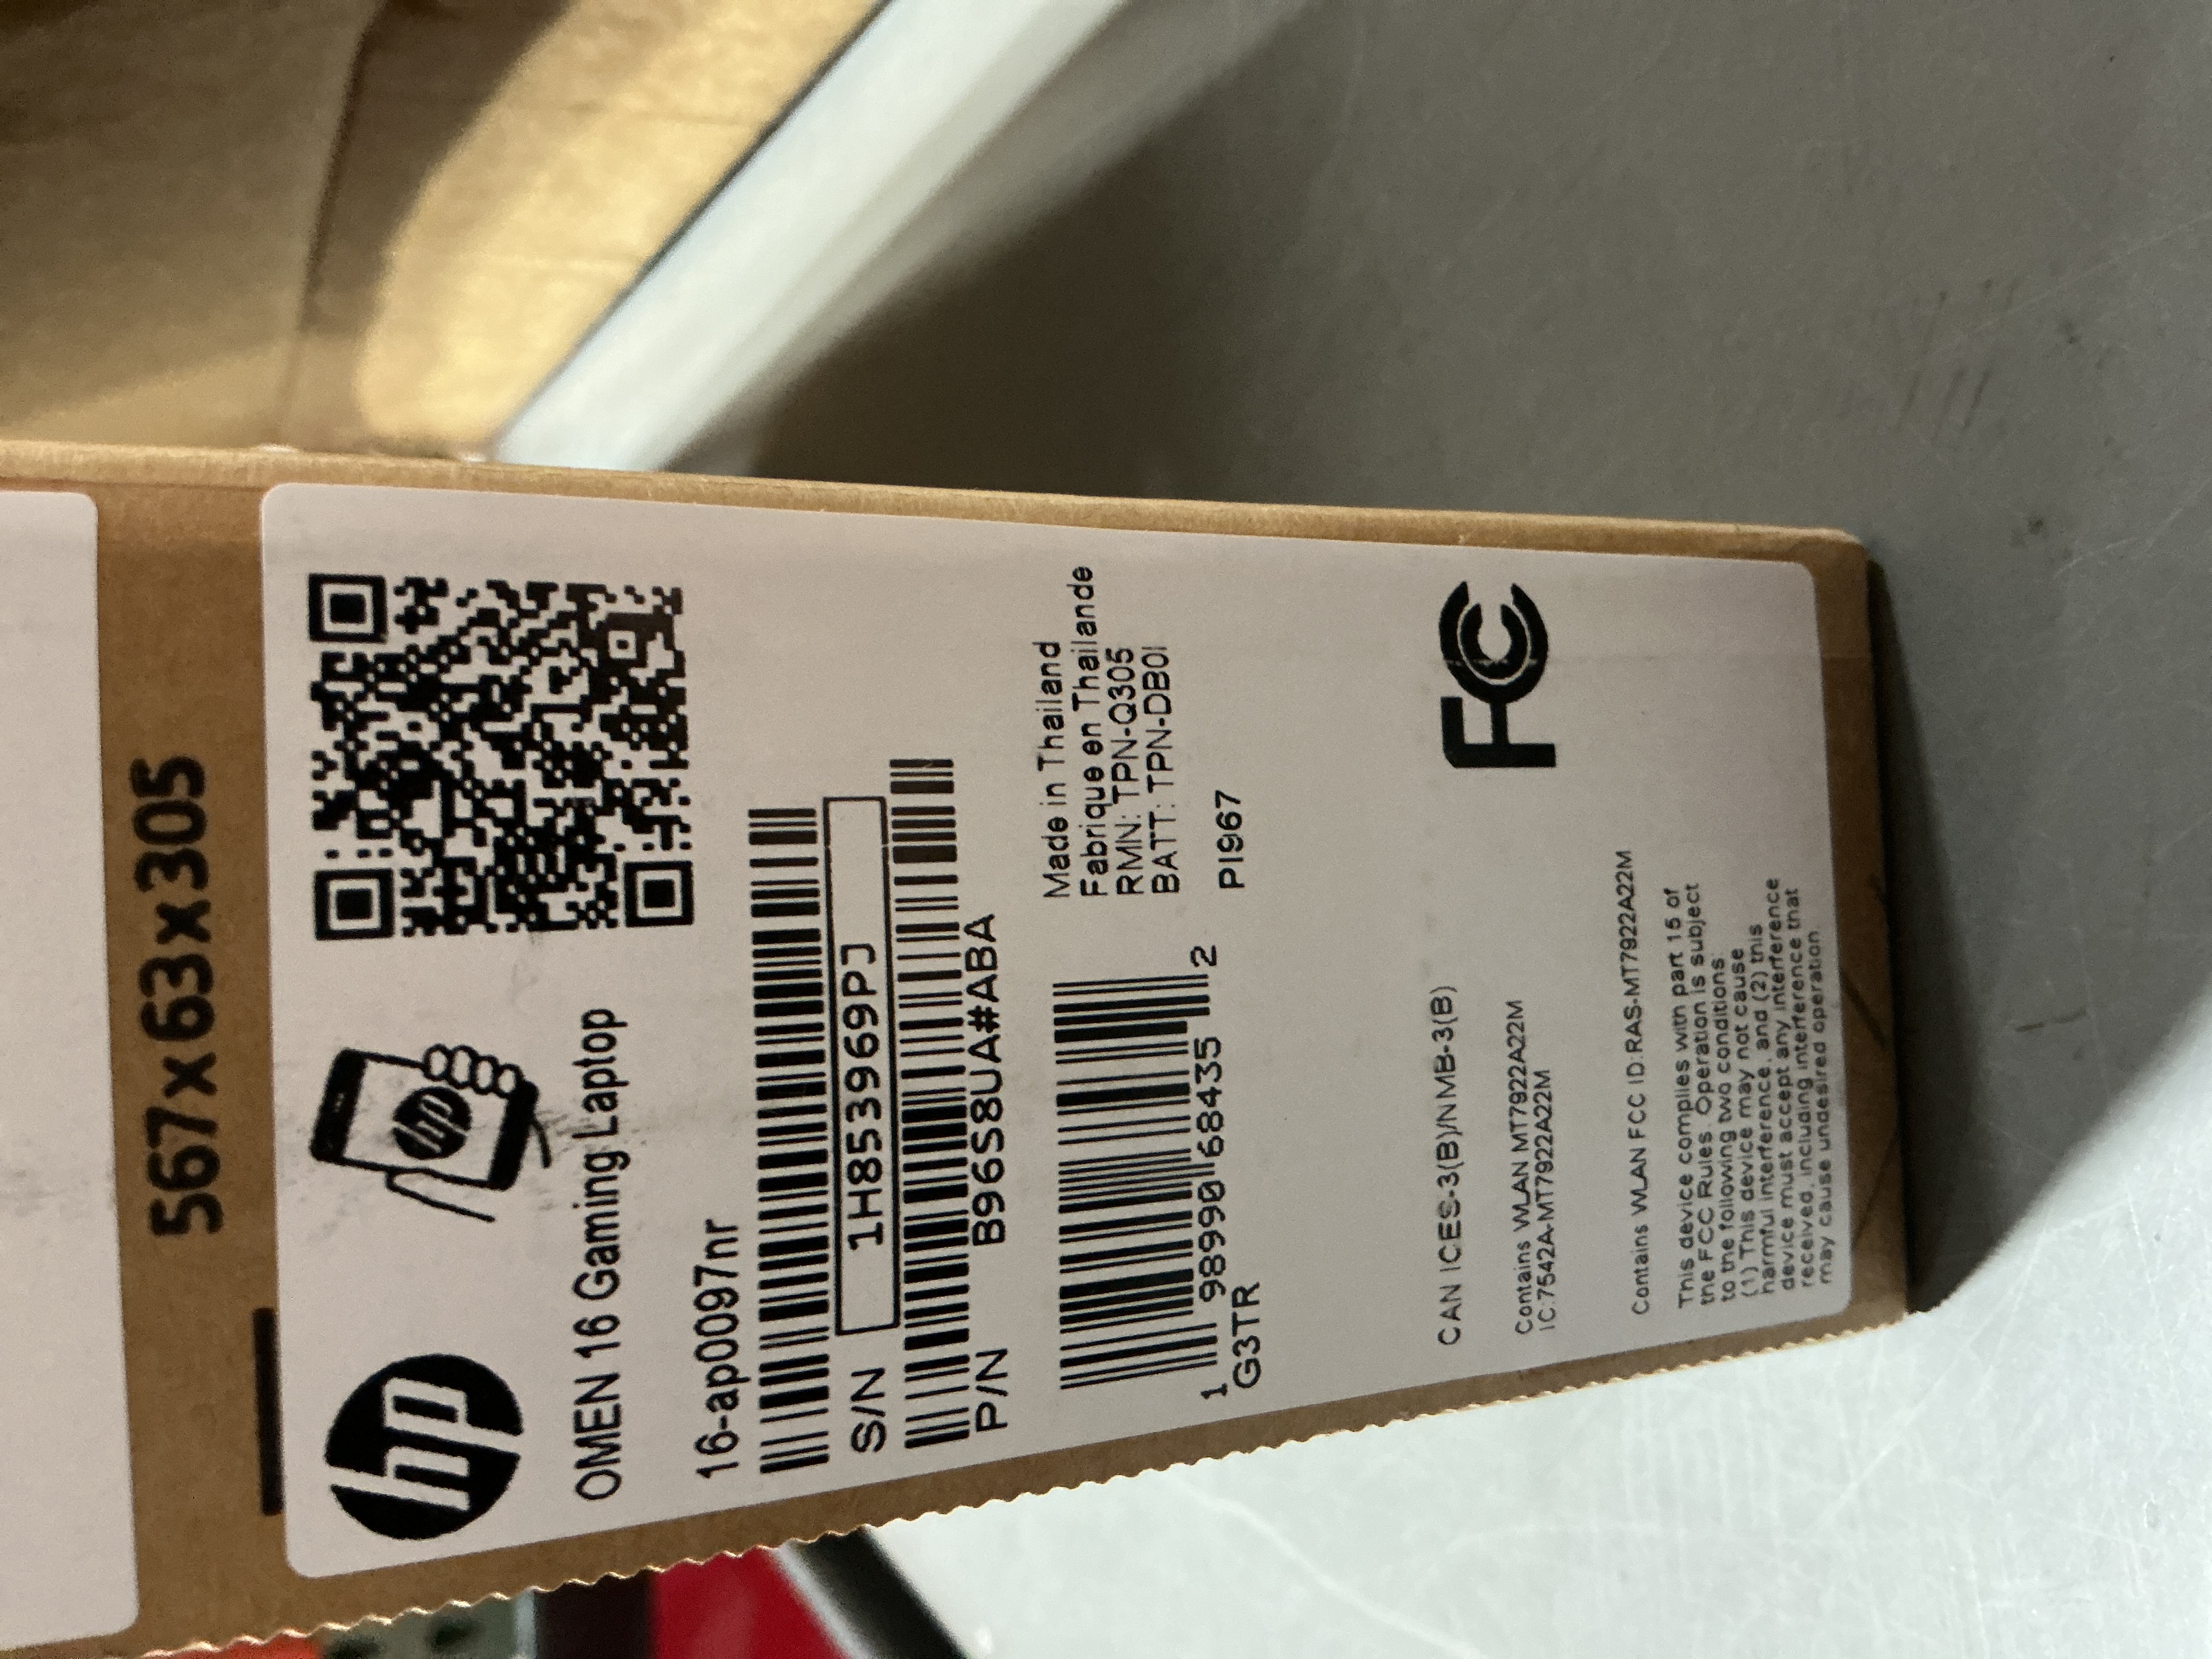 567x63x305
hp
hp
OMEN 16 Gaming Laptop
16-ap0097nr
S/N 1H853969PJ
P/N B96S8UA#ABA
Made in Thailand
Fabrique en Thailande
RMN: TPN-Q305
BATT: TPN-DB0I
1 98990 68435 2
G3TR
PI967
CAN ICES-3(B)/NMB-3(B)
FC
Contains WLAN MT7922A22M
IC:7542A-MT7922A22M
Contains WLAN FCC ID:RAS-MT7922A22M
This device complies with part 15 of
the FCC Rules. Operation is subject
to the following two conditions:
(1) This device may not cause
harmful interference, and (2) this
device must accept any interference
received, including interference that
may cause undesired operation.